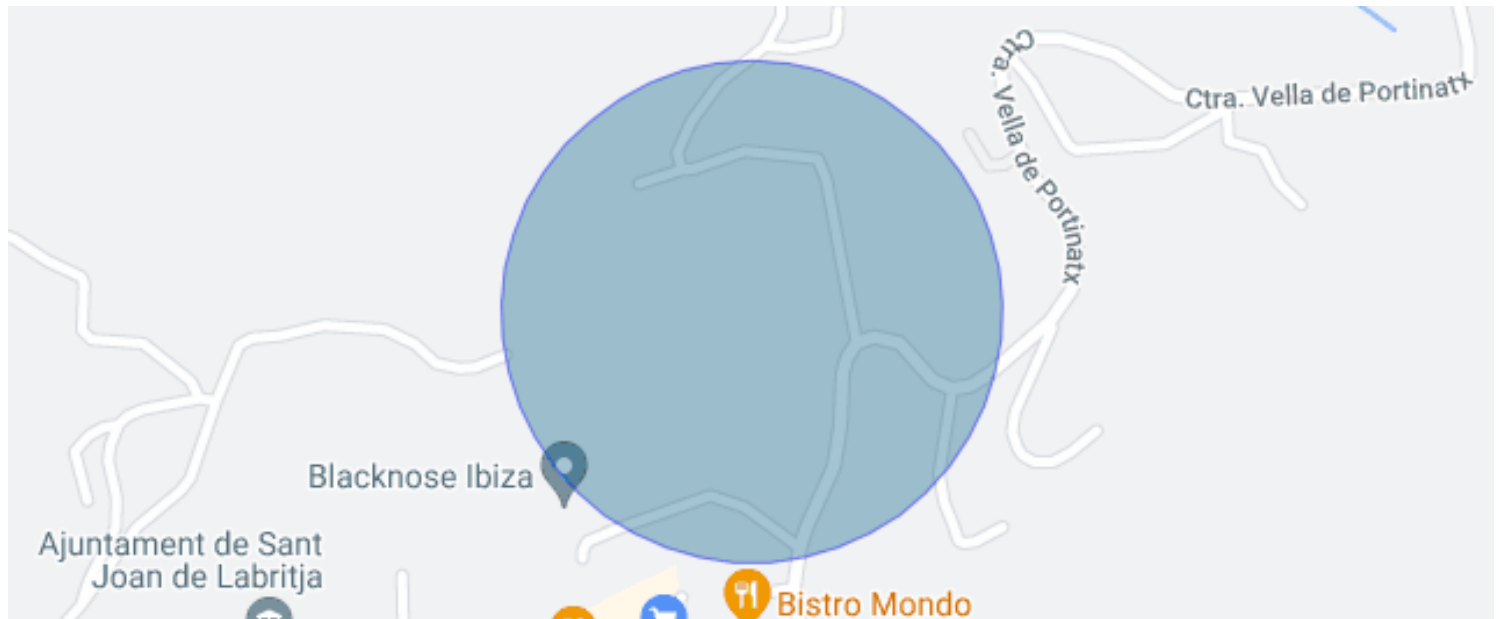 Ctra. Vella de Portinatx
Ctra. Vella de Portinatx
Blacknose Ibiza
Ajuntament de Sant
Joan de Labritja
Bistro Mondo